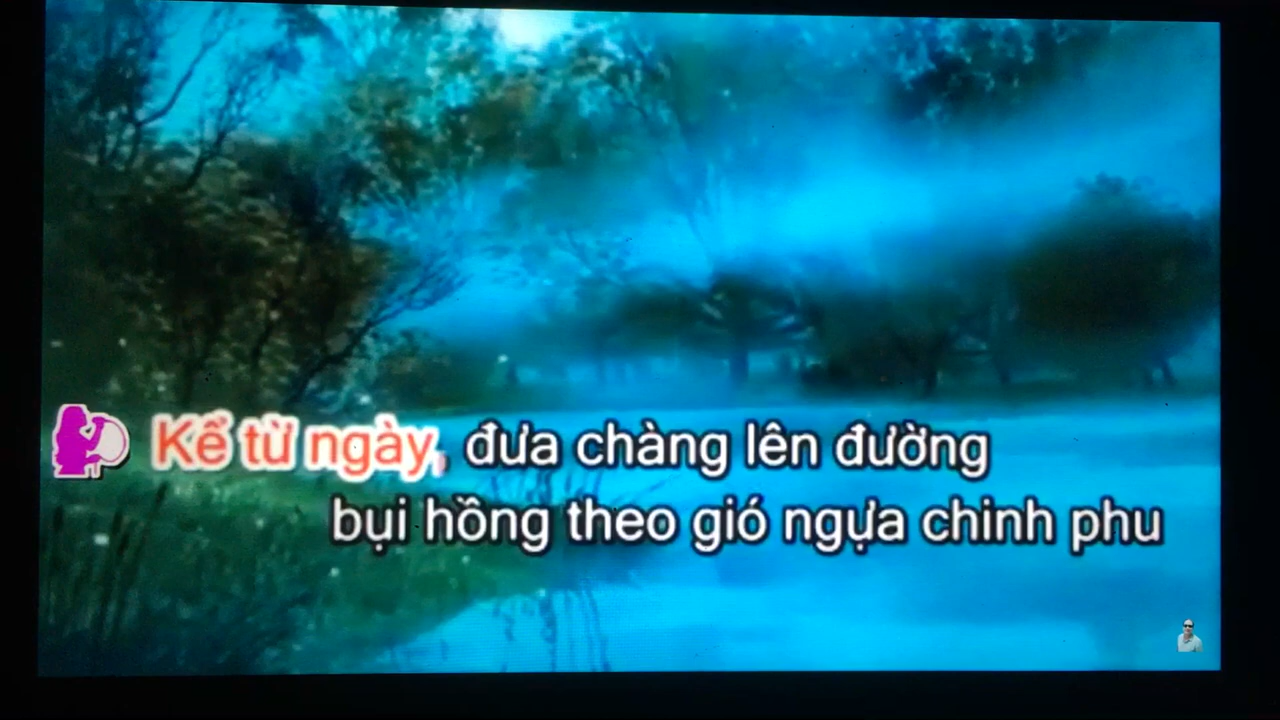 Kể từ ngày, đưa chàng lên đường
bụi hồng theo gió ngựa chinh phu